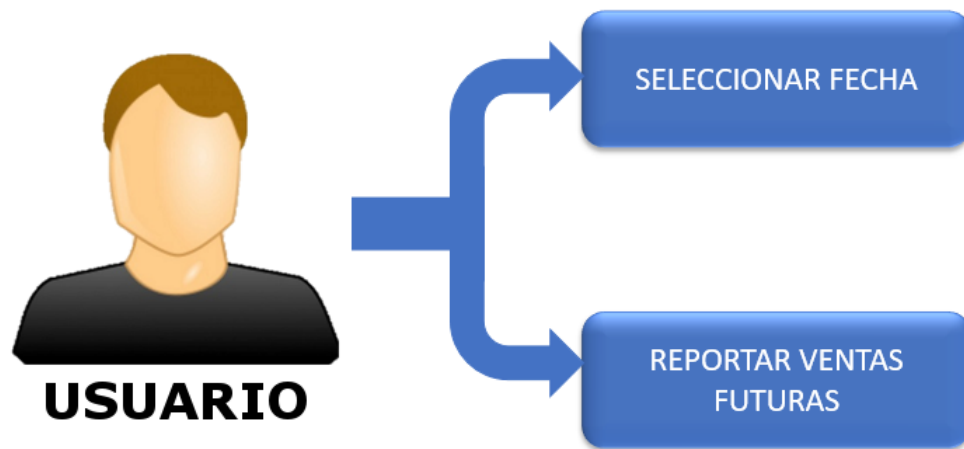 SELECCIONAR FECHA
REPORTAR VENTAS
FUTURAS
USUARIO